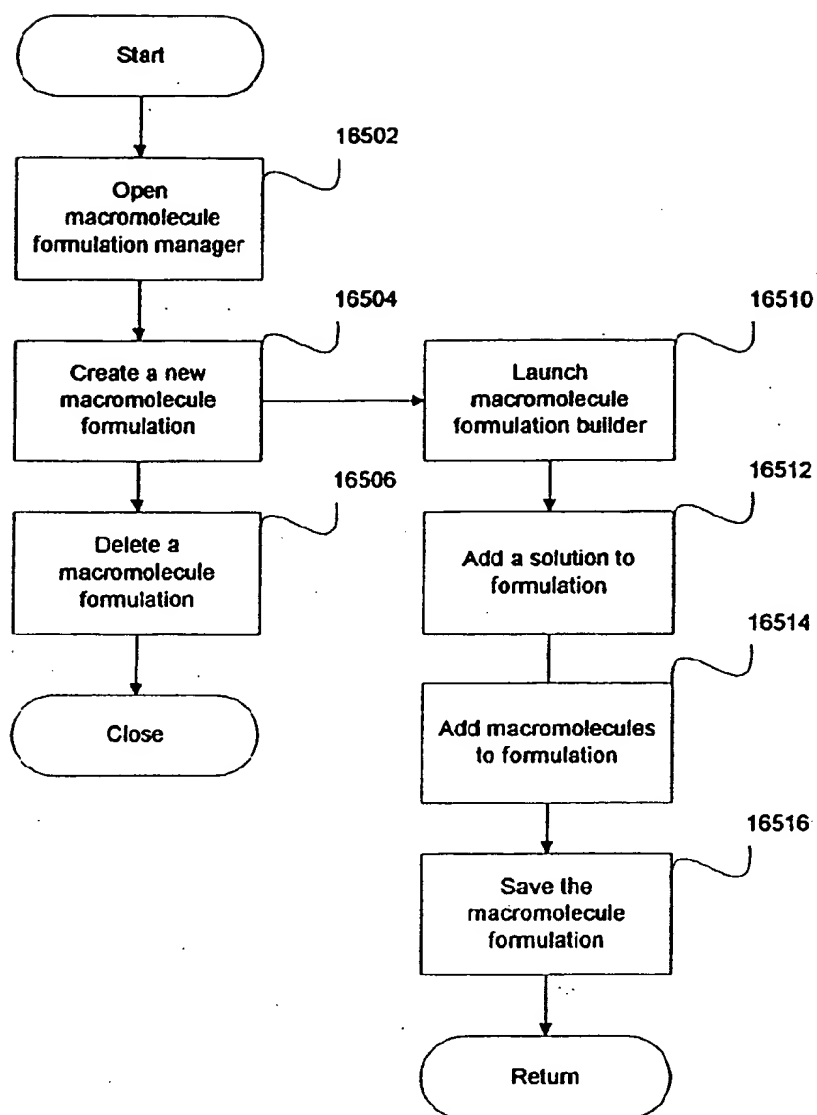 Start
16502
Open
macromolecule
formulation manager
16504
Create a new
macromolecule
formulation
16506
Delete a
macromolecule
formulation
Close
16510
Launch
macromolecule
formulation builder
16512
Add a solution to
formulation
16514
Add macromolecules
to formulation
16516
Save the
macromolecule
formulation
Return